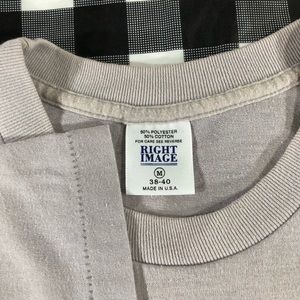 50% POLYESTER
50% COTTON
FOR CARE SEE REVERSE
RIGHT
IMAGE
M
38-40
MADE IN U.S.A.